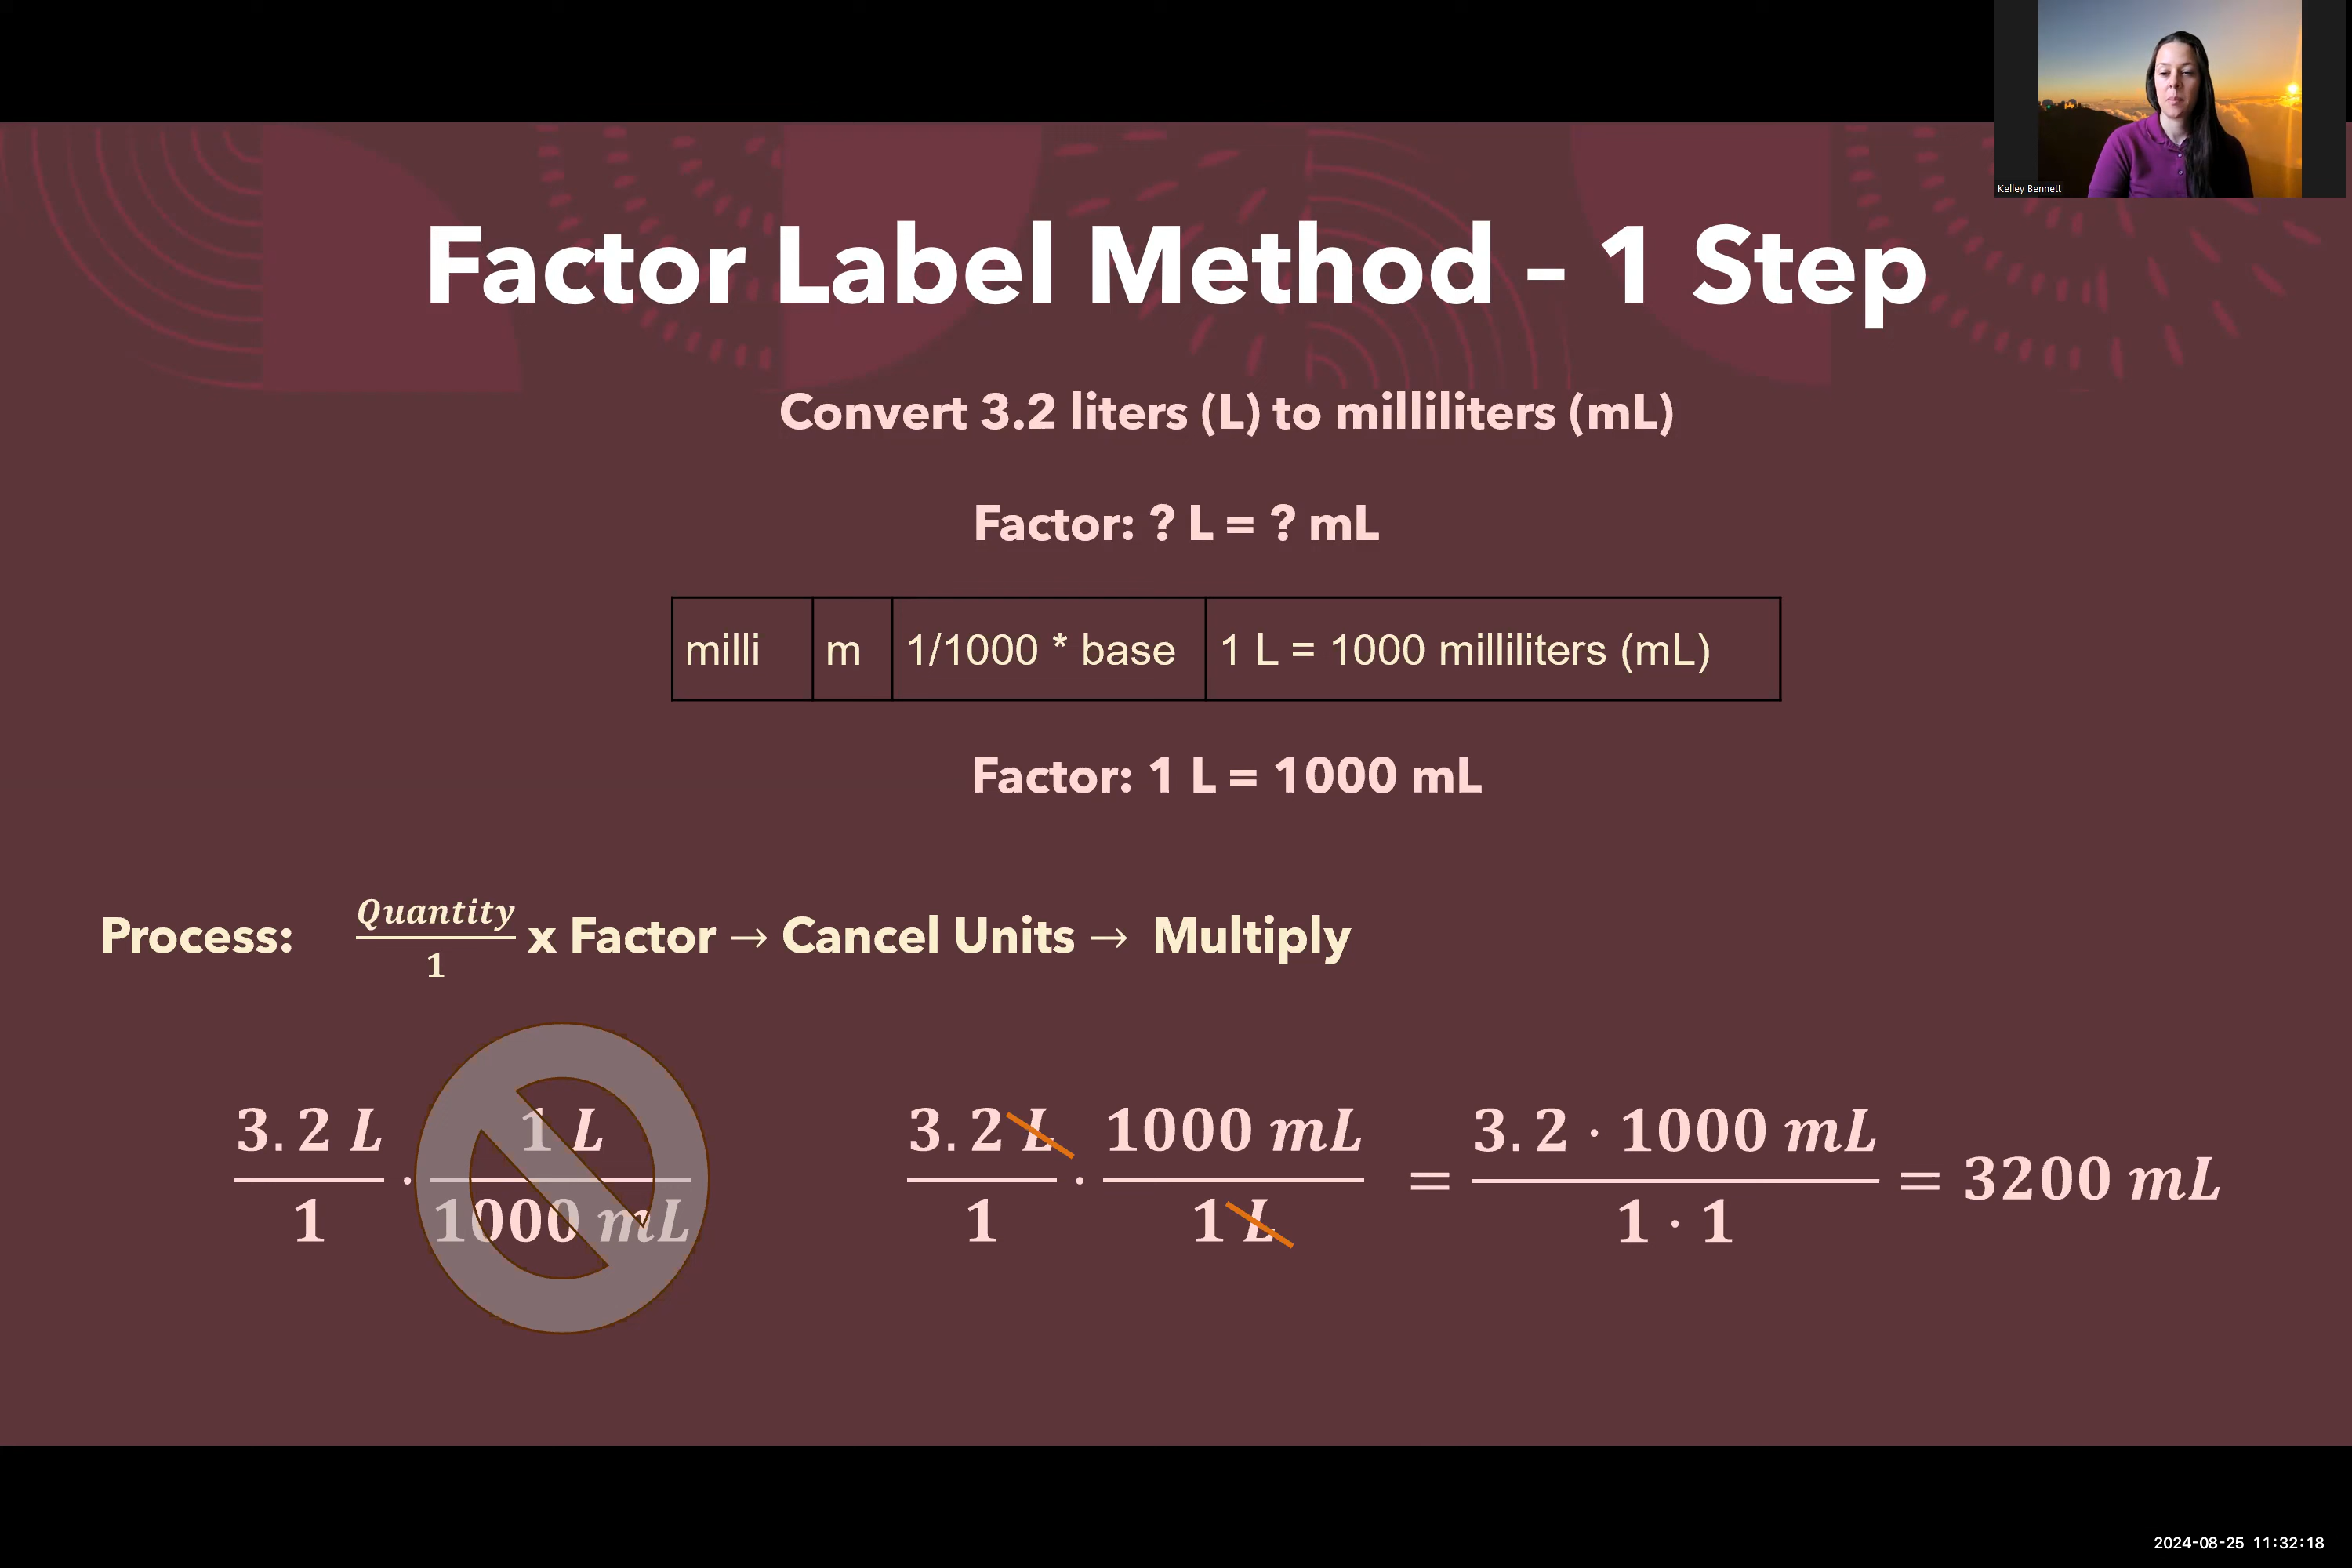 Kelley Bennett
Factor Label Method – 1 Step
Convert 3.2 liters (L) to milliliters (mL)
Factor: ? L = ? mL
milli m 1/1000 * base 1 L = 1000 milliliters (mL)
Factor: 1 L = 1000 mL
Process: Quantity/1 x Factor → Cancel Units → Multiply
3.2 L/1 · 1 L/1000 mL
3.2 L/1 · 1000 mL/1 L = 3.2 · 1000 mL/1 · 1 = 3200 mL
2024-08-25 11:32:18